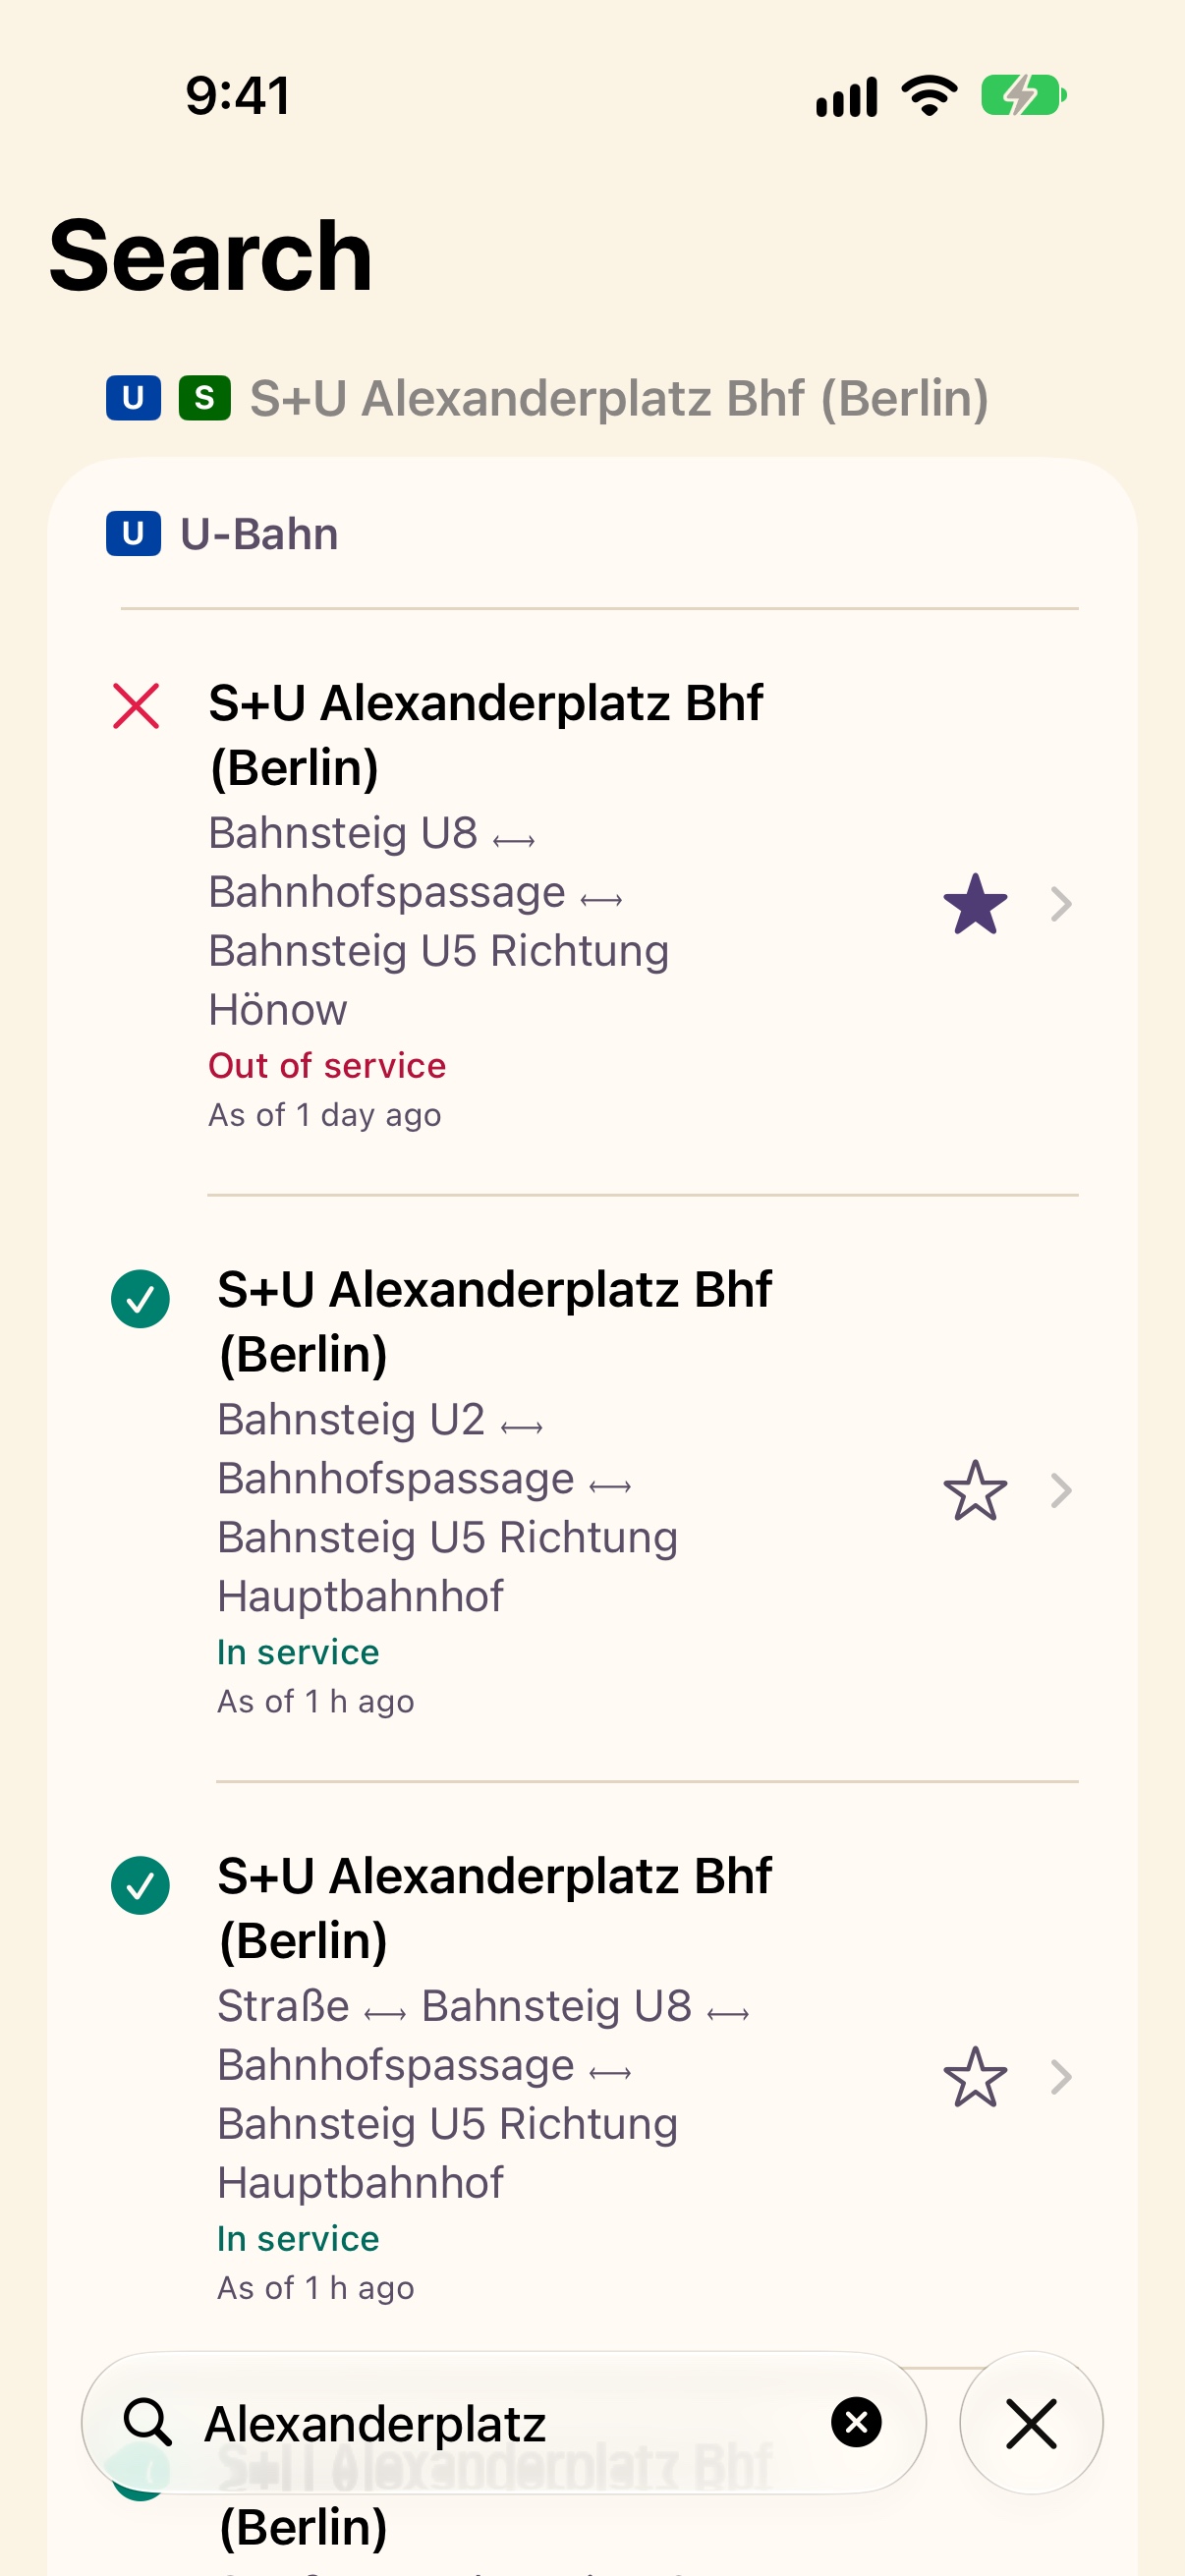 9:41
Search
U S S+U Alexanderplatz Bhf (Berlin)
U U-Bahn
S+U Alexanderplatz Bhf
(Berlin)
Bahnsteig U8 ⟷
Bahnhofspassage ⟷
Bahnsteig U5 Richtung
Hönow
Out of service
As of 1 day ago
S+U Alexanderplatz Bhf
(Berlin)
Bahnsteig U2 ⟷
Bahnhofspassage ⟷
Bahnsteig U5 Richtung
Hauptbahnhof
In service
As of 1 h ago
S+U Alexanderplatz Bhf
(Berlin)
Straße ⟷ Bahnsteig U8 ⟷
Bahnhofspassage ⟷
Bahnsteig U5 Richtung
Hauptbahnhof
In service
As of 1 h ago
Alexanderplatz
S+U Alexanderplatz Bhf
(Berlin)